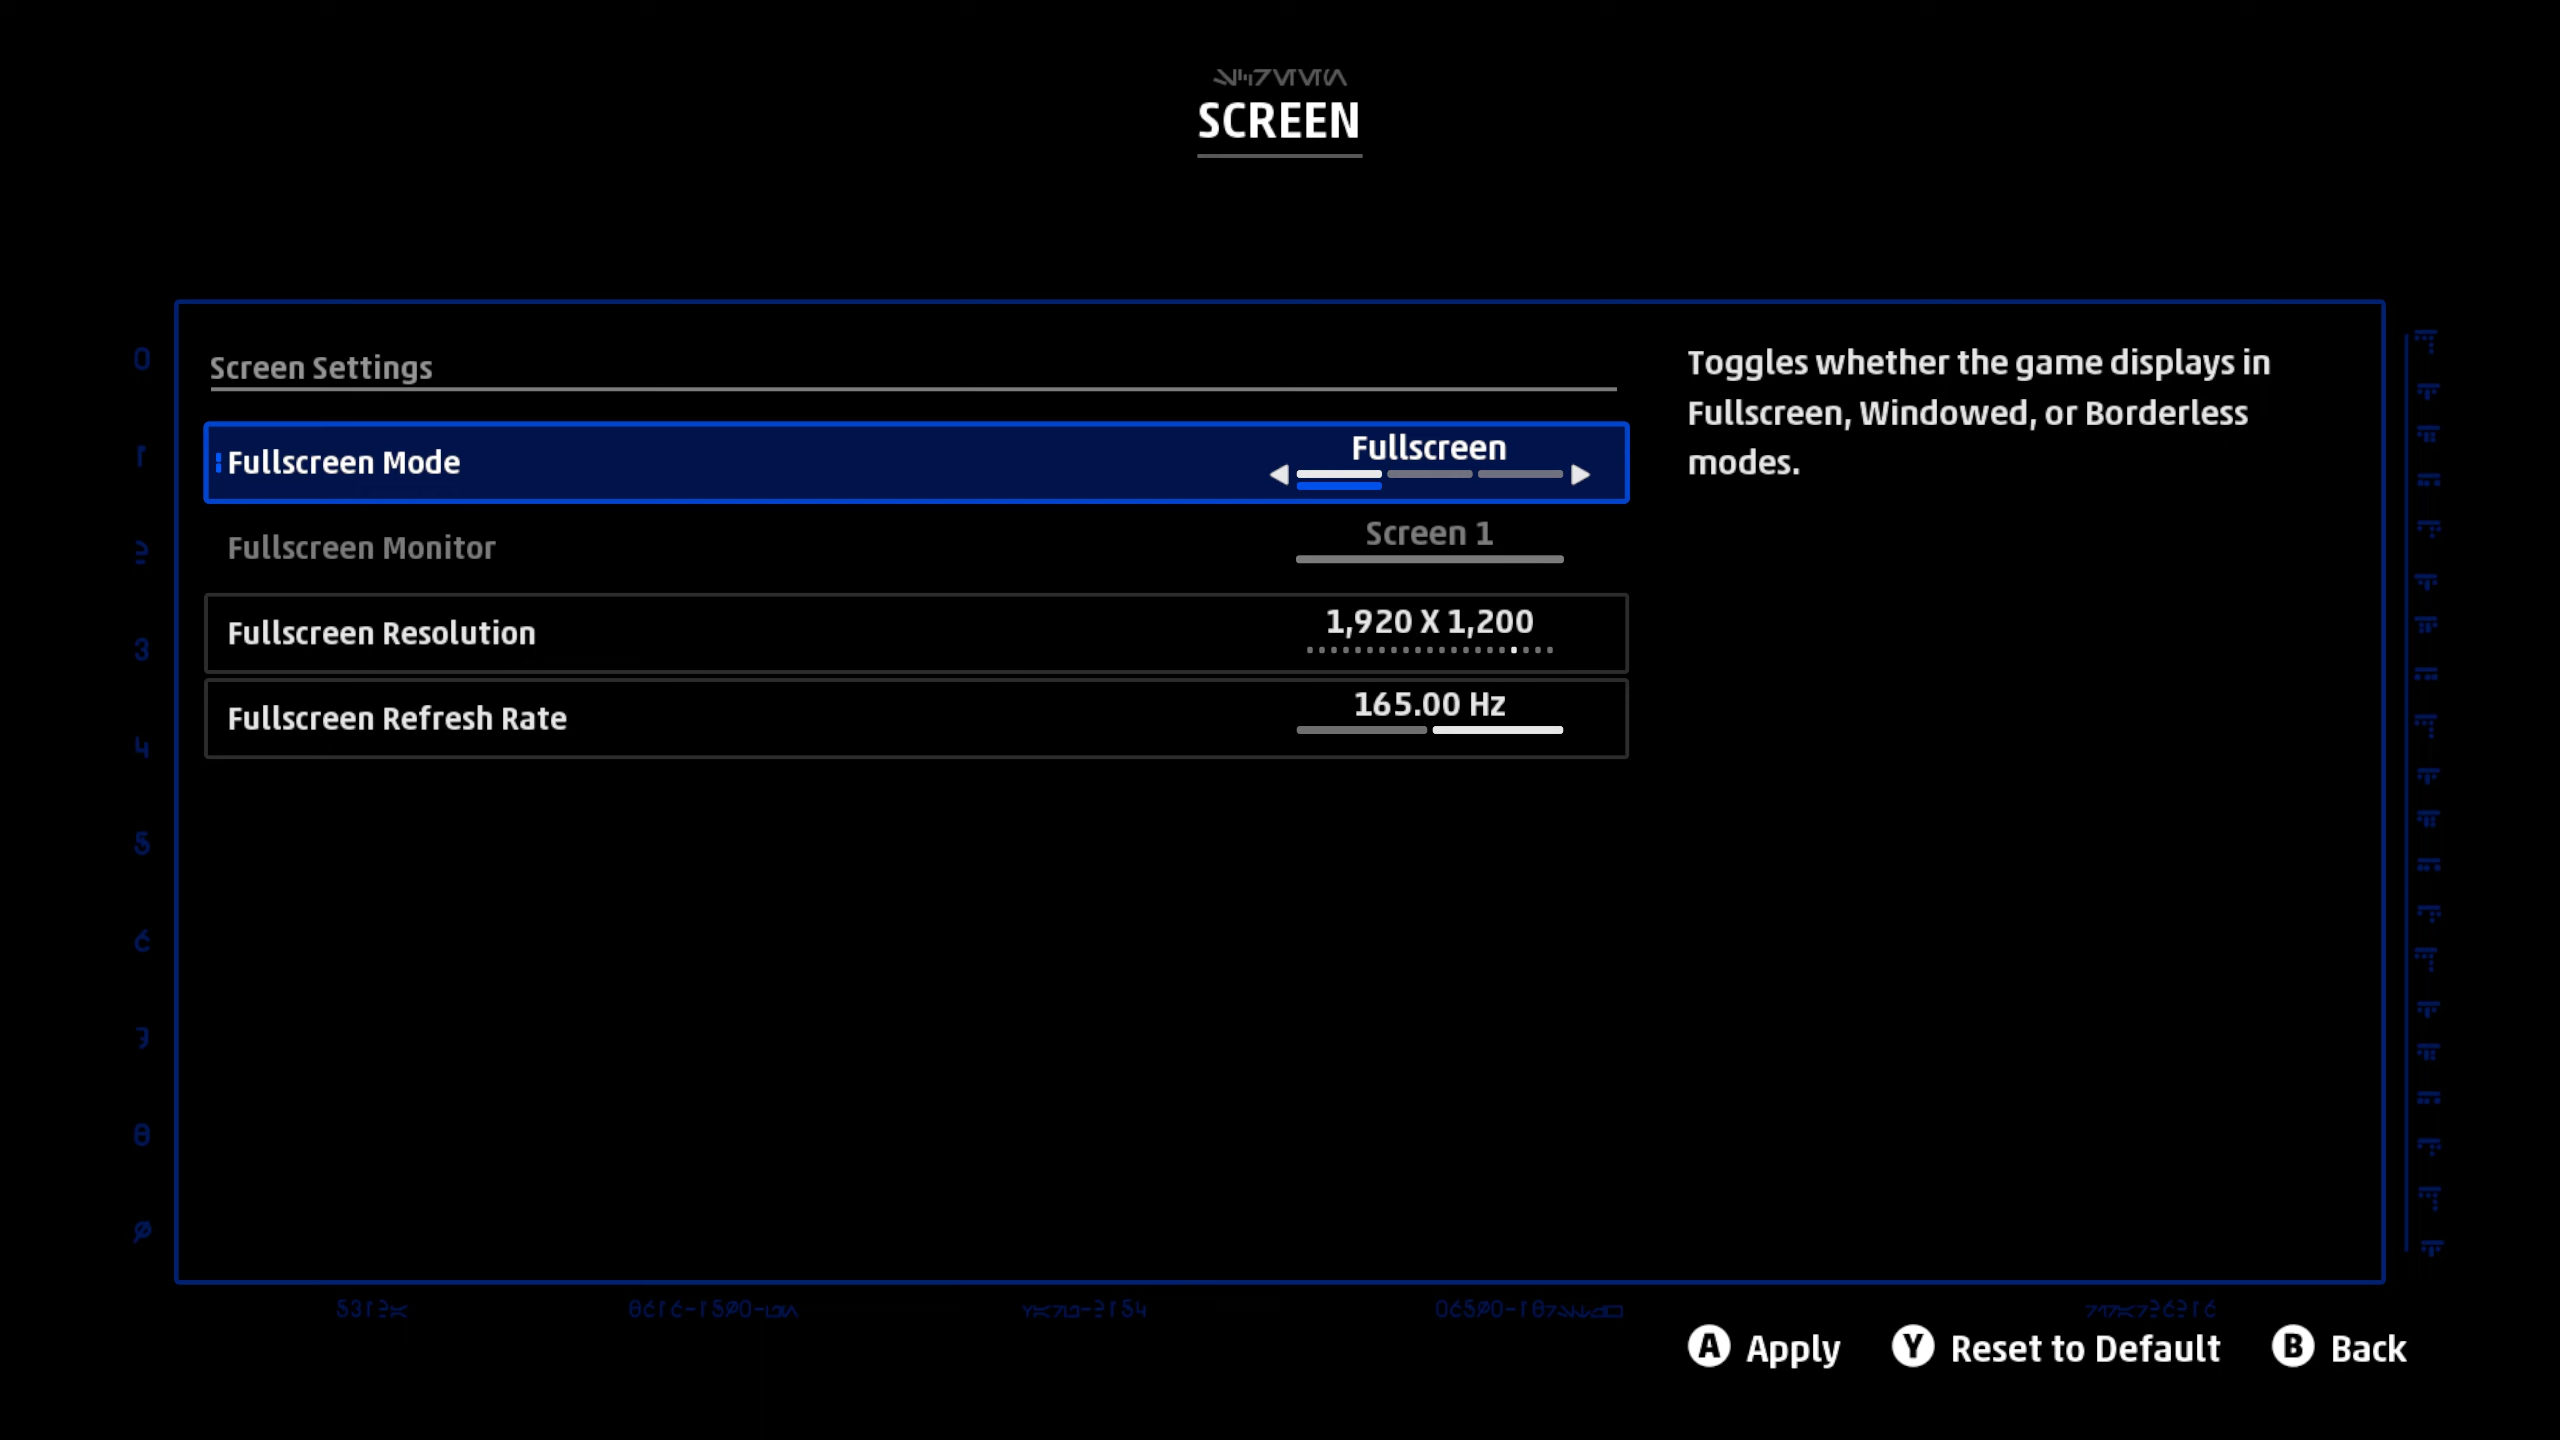 SCREEN
Screen Settings
Fullscreen Mode
Fullscreen
Fullscreen Monitor
Screen 1
Fullscreen Resolution
1,920 X 1,200
Fullscreen Refresh Rate
165.00 Hz
Toggles whether the game displays in
Fullscreen, Windowed, or Borderless
modes.
A Apply Y Reset to Default B Back